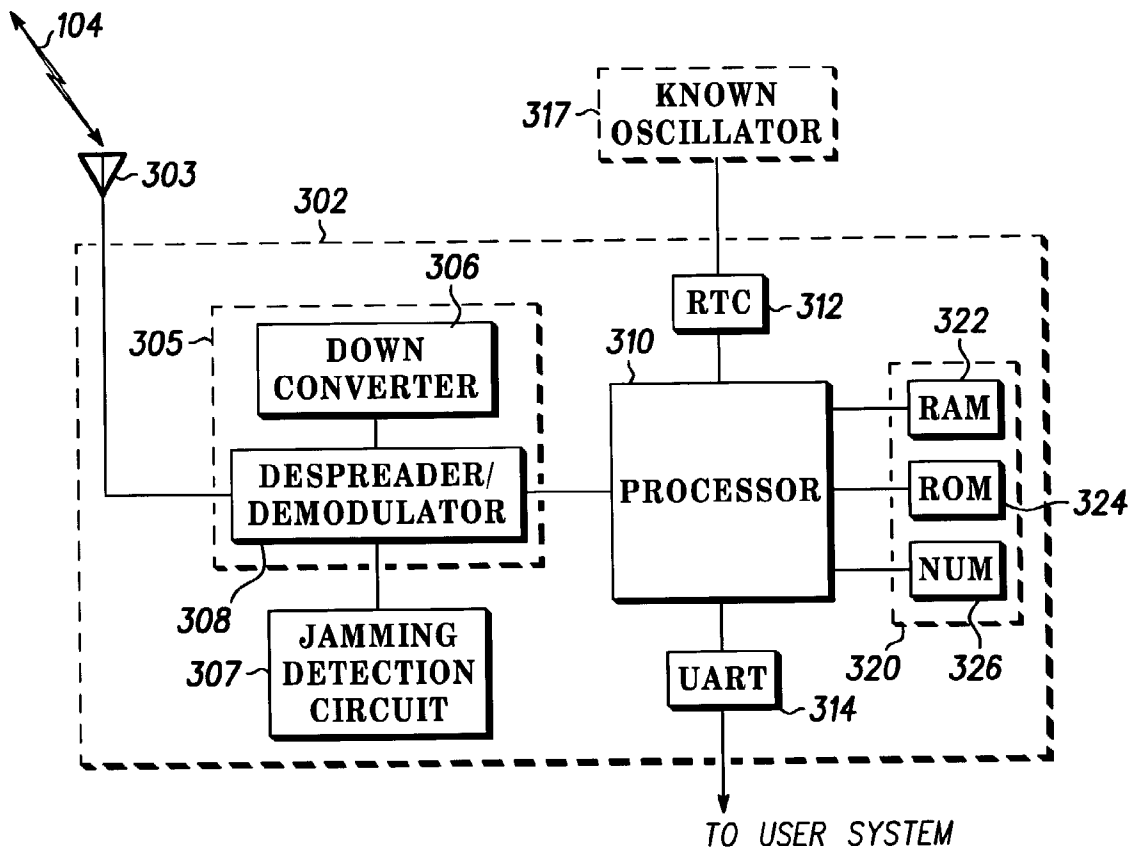 104
KNOWN
OSCILLATOR
317
303
302
306
RTC
312
305
DOWN
CONVERTER
310
322
RAM
DESPREADER/
DEMODULATOR
PROCESSOR
ROM
324
NUM
308
JAMMING
DETECTION
CIRCUIT
307
UART
314
320
326
TO USER SYSTEM